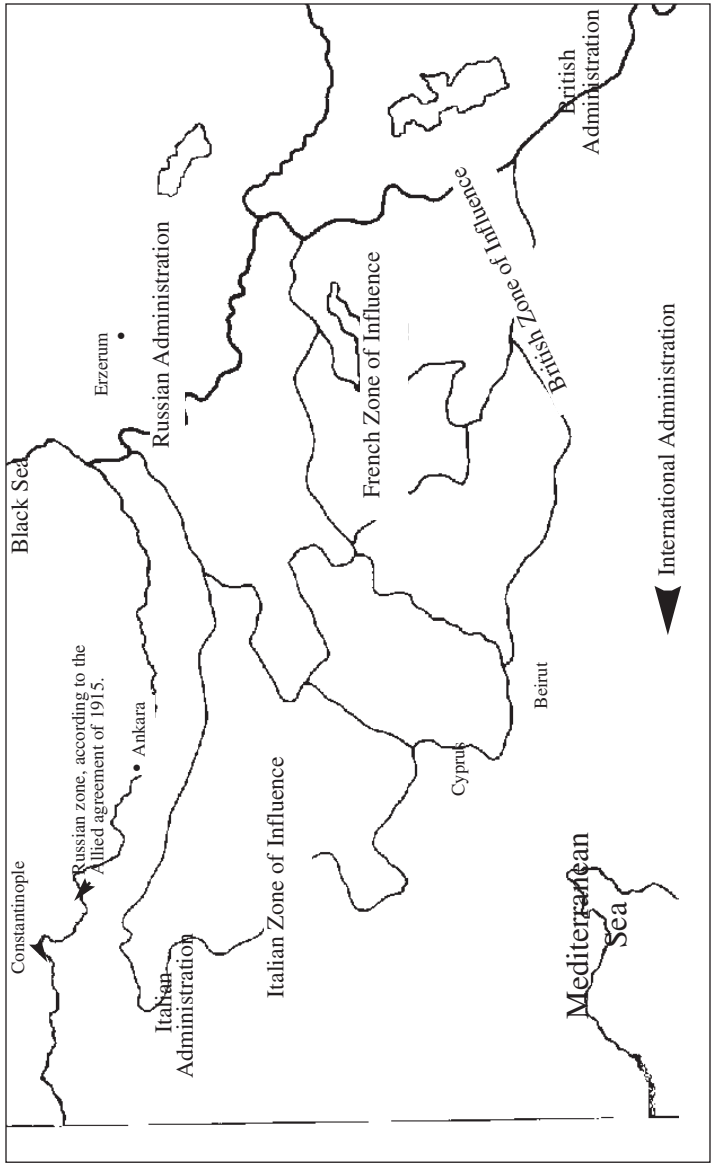 Constantinople
Black Sea
Russian zone, according to the
Allied agreement of 1915.
Ankara
Erzerum
Russian Administration
Italian
Administration
Italian Zone of Influence
French Zone of Influence
Cyprus
British Zone of Influence
Beirut
British
Administration
Mediterranean
Sea
International Administration